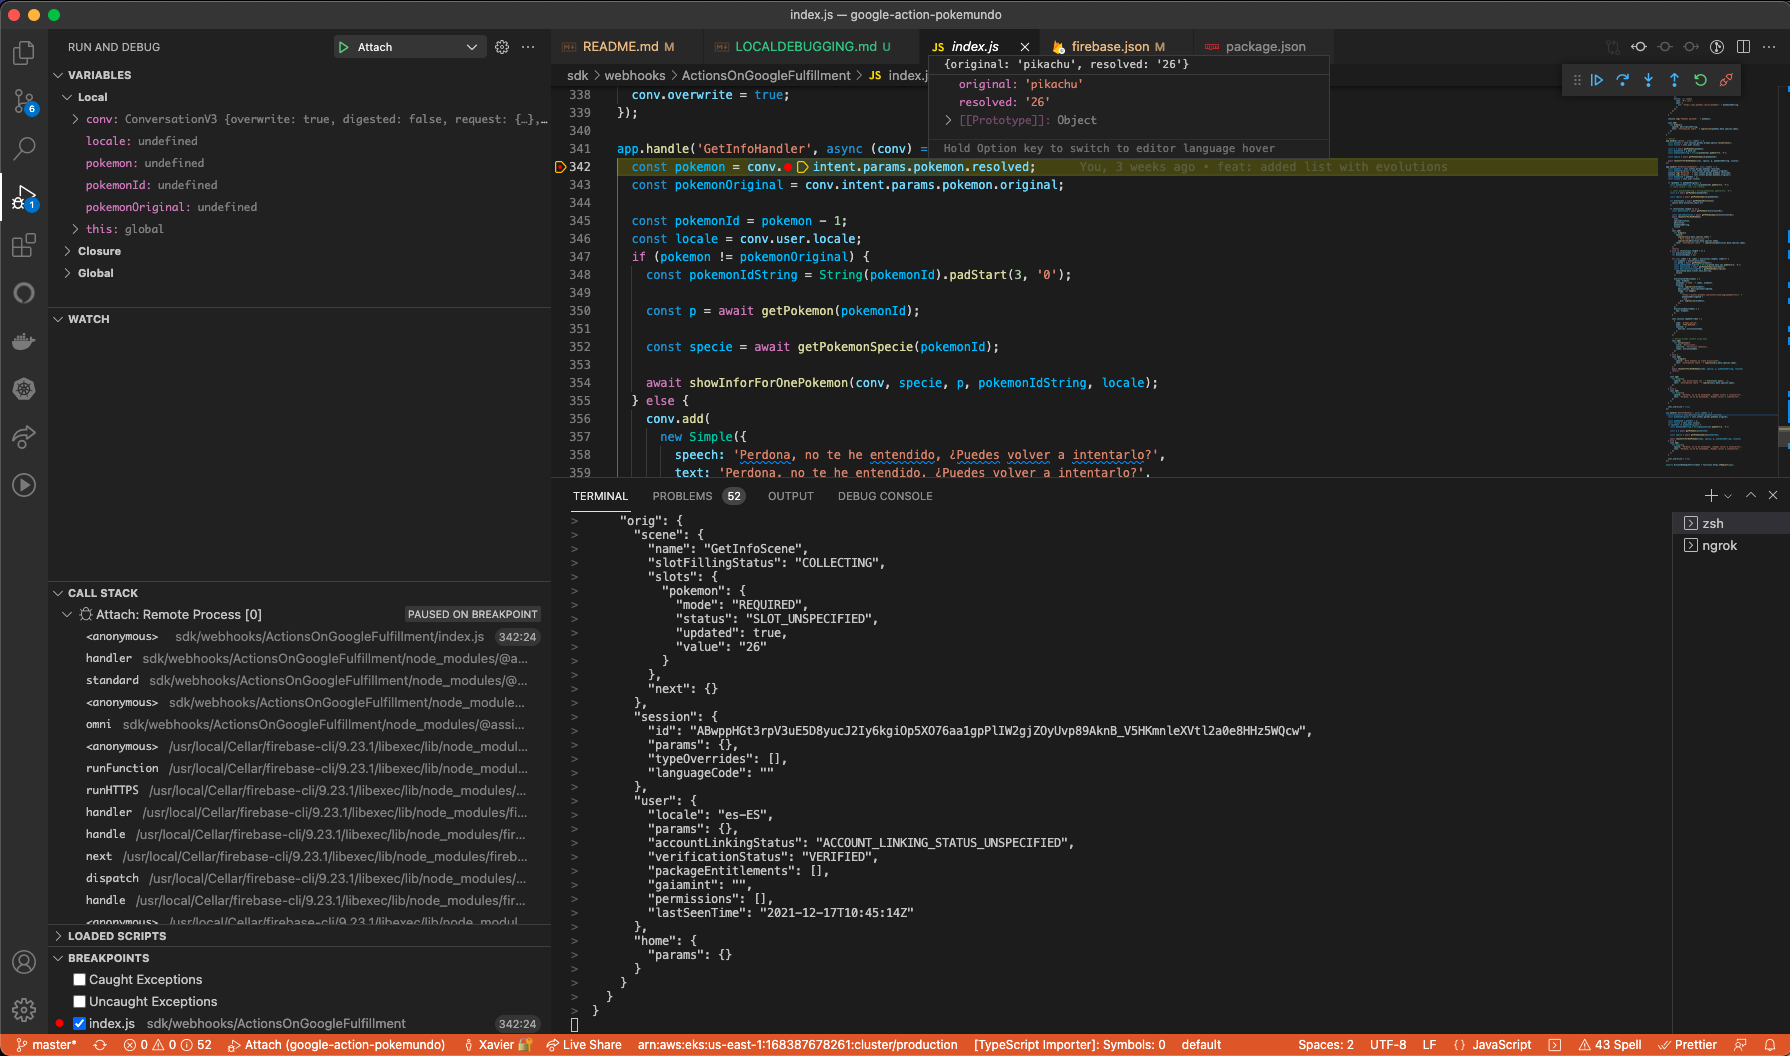 index.js — google-action-pokemundo
RUN AND DEBUG
Attach
README.md M
LOCALDEBUGGING.md U
JS index.js
firebase.json M
package.json
sdk > webhooks > ActionsOnGoogleFulfillment > JS index.j
VARIABLES
Local
conv: ConversationV3 {overwrite: true, digested: false, request: {…},…
locale: undefined
pokemon: undefined
pokemonId: undefined
pokemonOriginal: undefined
this: global
Closure
Global
WATCH
CALL STACK
Attach: Remote Process [0] PAUSED ON BREAKPOINT
<anonymous> sdk/webhooks/ActionsOnGoogleFulfillment/index.js 342:24
handler sdk/webhooks/ActionsOnGoogleFulfillment/node_modules/@a...
standard sdk/webhooks/ActionsOnGoogleFulfillment/node_modules/@...
<anonymous> sdk/webhooks/ActionsOnGoogleFulfillment/node_module...
omni sdk/webhooks/ActionsOnGoogleFulfillment/node_modules/@assi...
<anonymous> /usr/local/Cellar/firebase-cli/9.23.1/libexec/lib/node_modul...
runFunction /usr/local/Cellar/firebase-cli/9.23.1/libexec/lib/node_modul...
runHTTPS /usr/local/Cellar/firebase-cli/9.23.1/libexec/lib/node_modules/...
handler /usr/local/Cellar/firebase-cli/9.23.1/libexec/lib/node_modules/fi...
handle /usr/local/Cellar/firebase-cli/9.23.1/libexec/lib/node_modules/fir...
next /usr/local/Cellar/firebase-cli/9.23.1/libexec/lib/node_modules/fireb...
dispatch /usr/local/Cellar/firebase-cli/9.23.1/libexec/lib/node_modules/...
handle /usr/local/Cellar/firebase-cli/9.23.1/libexec/lib/node_modules/fir...
<anonymous> /usr/local/Cellar/firebase-cli/9.23.1/libexec/lib/node_modul...
LOADED SCRIPTS
BREAKPOINTS
Caught Exceptions
Uncaught Exceptions
index.js sdk/webhooks/ActionsOnGoogleFulfillment 342:24
6
1
{original: 'pikachu', resolved: '26'}
original: 'pikachu'
resolved: '26'
[[Prototype]]: Object
Hold Option key to switch to editor language hover
338 conv.overwrite = true;
339 });
340
341 app.handle('GetInfoHandler', async (conv) =
342 const pokemon = conv. intent.params.pokemon.resolved; You, 3 weeks ago • feat: added list with evolutions
343 const pokemonOriginal = conv.intent.params.pokemon.original;
344
345 const pokemonId = pokemon - 1;
346 const locale = conv.user.locale;
347 if (pokemon != pokemonOriginal) {
348 const pokemonIdString = String(pokemonId).padStart(3, '0');
349
350 const p = await getPokemon(pokemonId);
351
352 const specie = await getPokemonSpecie(pokemonId);
353
354 await showInforForOnePokemon(conv, specie, p, pokemonIdString, locale);
355 } else {
356 conv.add(
357 new Simple({
358 speech: 'Perdona, no te he entendido, ¿Puedes volver a intentarlo?',
359 text: 'Perdona, no te he entendido, ¿Puedes volver a intentarlo?',
TERMINAL PROBLEMS 52 OUTPUT DEBUG CONSOLE
zsh
ngrok
> "orig": {
> "scene": {
> "name": "GetInfoScene",
> "slotFillingStatus": "COLLECTING",
> "slots": {
> "pokemon": {
> "mode": "REQUIRED",
> "status": "SLOT_UNSPECIFIED",
> "updated": true,
> "value": "26"
> }
> },
> "next": {}
> },
> "session": {
> "id": "ABwppHGt3rpV3uE5D8yucJ2Iy6kgiOp5XO76aa1gpPlIW2gjZOyUvp89AknB_V5HKmnleXVtl2a0e8HHz5WQcw",
> "params": {},
> "typeOverrides": [],
> "languageCode": ""
> },
> "user": {
> "locale": "es-ES",
> "params": {},
> "accountLinkingStatus": "ACCOUNT_LINKING_STATUS_UNSPECIFIED",
> "verificationStatus": "VERIFIED",
> "packageEntitlements": [],
> "gaiamint": "",
> "permissions": [],
> "lastSeenTime": "2021-12-17T10:45:14Z"
> },
> "home": {
> "params": {}
> }
> }
> }
> }
master* 0 0 52 Attach (google-action-pokemundo) Xavier Live Share arn:aws:eks:us-east-1:168387678261:cluster/production [TypeScript Importer]: Symbols: 0 default Spaces: 2 UTF-8 LF {} JavaScript 43 Spell Prettier